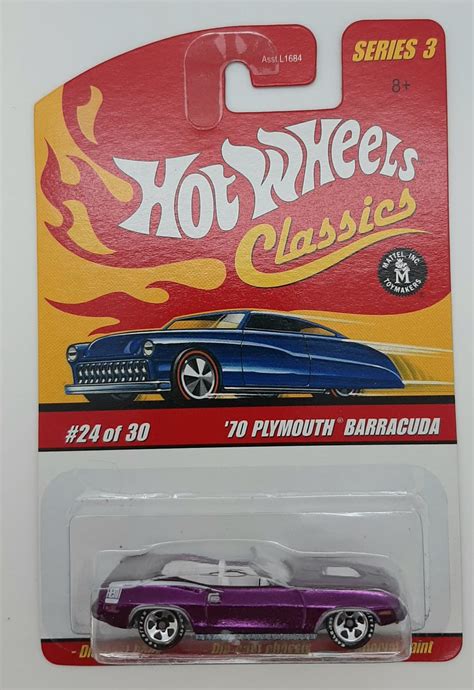 Asst.L1684
SERIES 3
8+
HOT WHEELS
Classics
MATTEL, INC.
M
TOYMAKERS
#24 of 30
'70 PLYMOUTH® BARRACUDA